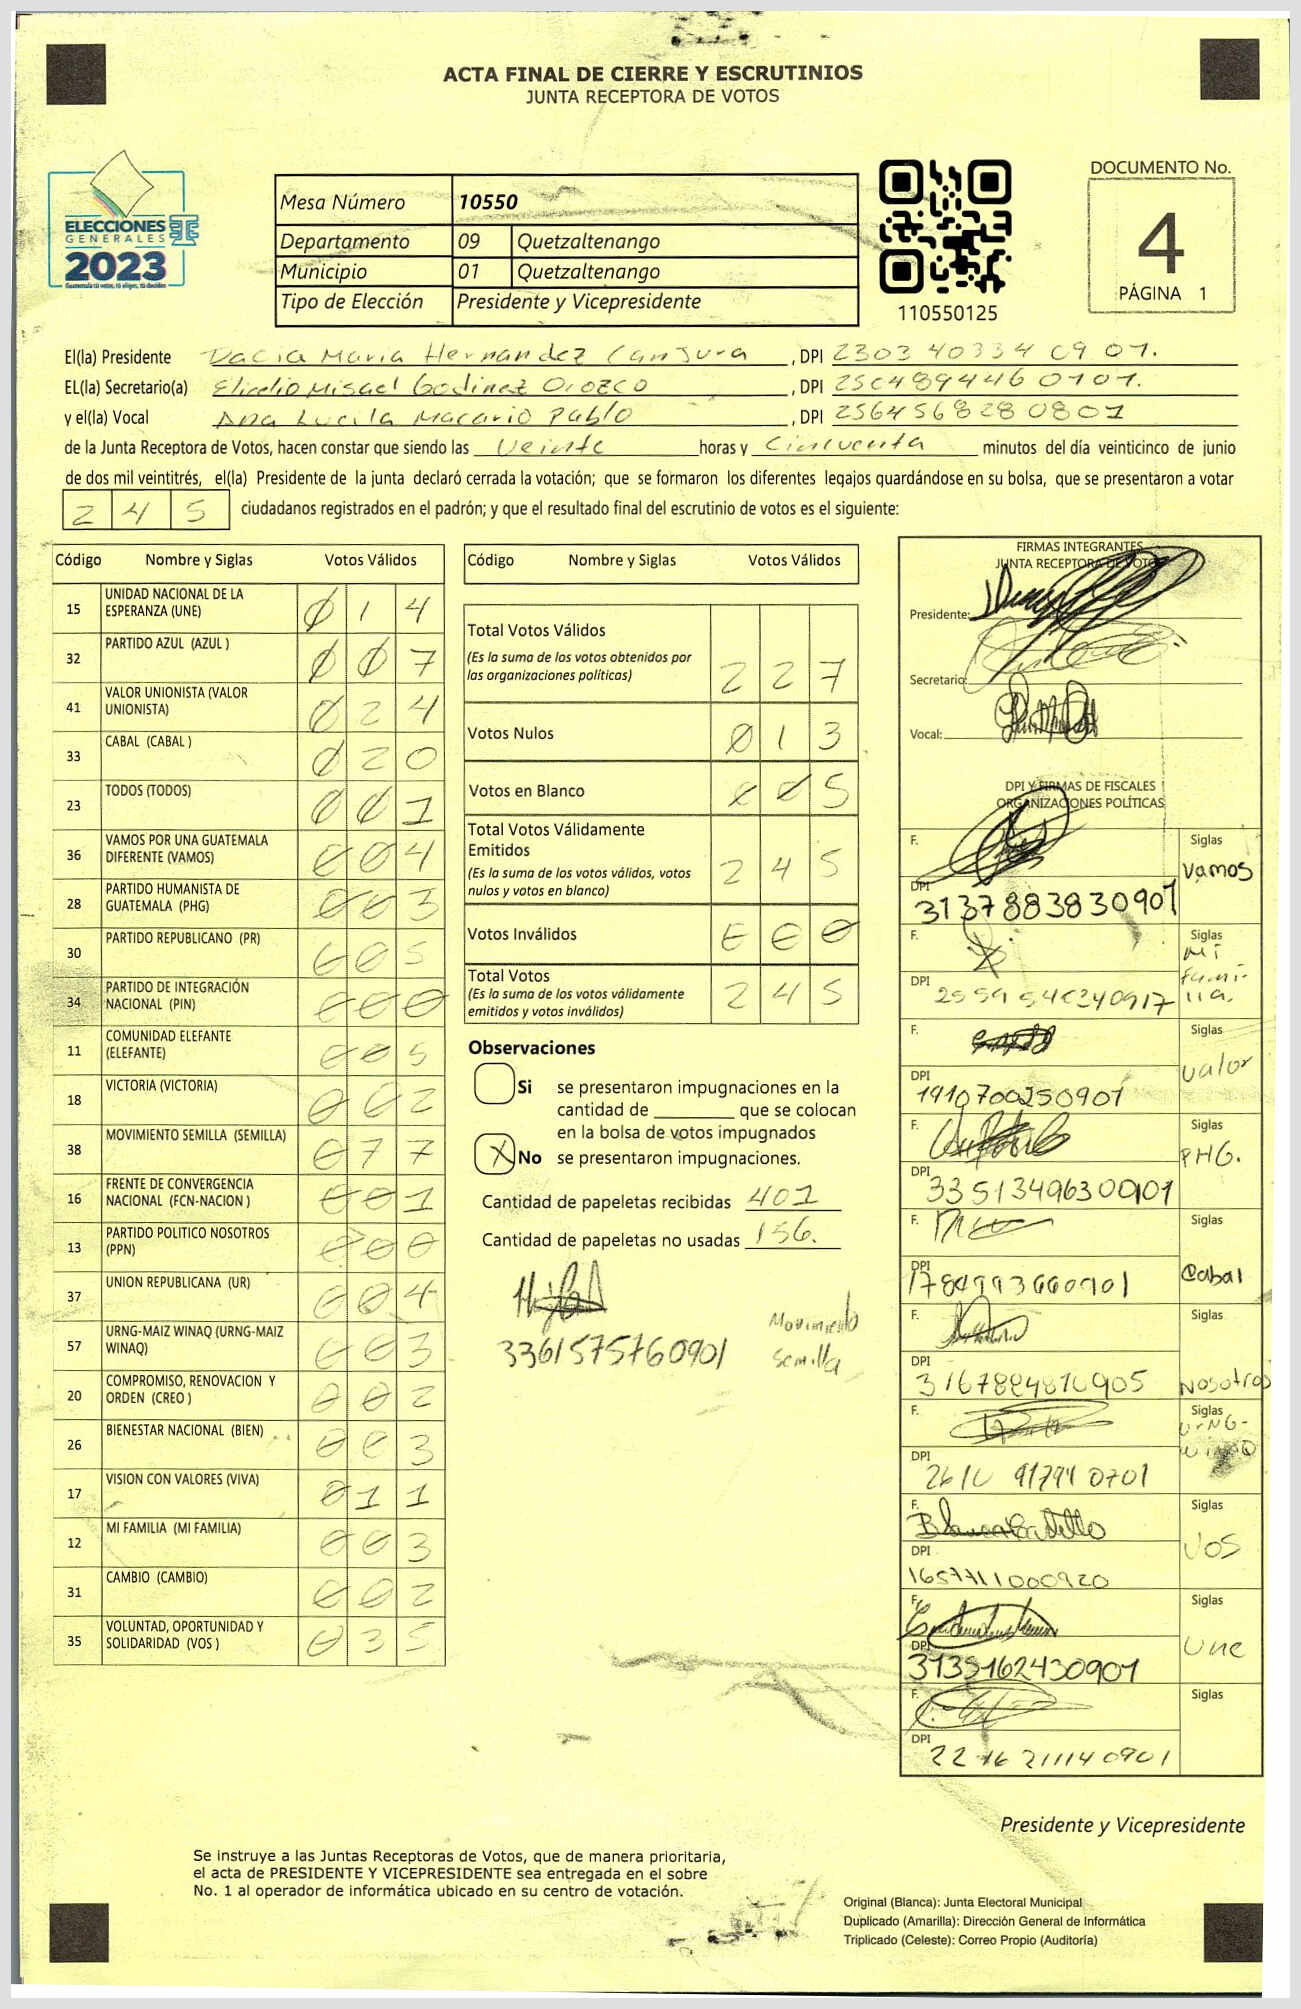 ACTA FINAL DE CIERRE Y ESCRUTINIOS
JUNTA RECEPTORA DE VOTOS
ELECCIONES
GENERALES
2023
Guatemala tú votas, tú eliges, tú decides
Mesa Número 10550
Departamento 09 Quetzaltenango
Municipio 01 Quetzaltenango
Tipo de Elección Presidente y Vicepresidente
110550125
DOCUMENTO No.
4
PÁGINA 1
El(la) Presidente Dacia Maria Hernandez Canjura , DPI 2303 40334 0901.
EL(la) Secretario(a) Misael Godinez Orozco , DPI 2504894460101.
y el(la) Vocal Ana Lucila Macario Pablo , DPI 2564568280801
de la Junta Receptora de Votos, hacen constar que siendo las Veinte horas y Cincuenta minutos del día veinticinco de junio
de dos mil veintitrés, el(la) Presidente de la junta declaró cerrada la votación; que se formaron los diferentes legajos quardándose en su bolsa, que se presentaron a votar
2 4 5 ciudadanos registrados en el padrón; y que el resultado final del escrutinio de votos es el siguiente:
Código Nombre y Siglas Votos Válidos
15 UNIDAD NACIONAL DE LA ESPERANZA (UNE) 0 1 4
32 PARTIDO AZUL (AZUL ) 0 0 7
41 VALOR UNIONISTA (VALOR UNIONISTA) 0 2 4
33 CABAL (CABAL ) 0 2 0
23 TODOS (TODOS) 0 0 1
36 VAMOS POR UNA GUATEMALA DIFERENTE (VAMOS) 0 0 4
28 PARTIDO HUMANISTA DE GUATEMALA (PHG) 0 0 3
30 PARTIDO REPUBLICANO (PR) 0 0 5
34 PARTIDO DE INTEGRACIÓN NACIONAL (PIN) 0 0 0
11 COMUNIDAD ELEFANTE (ELEFANTE) 0 0 5
18 VICTORIA (VICTORIA) 0 0 2
38 MOVIMIENTO SEMILLA (SEMILLA) 0 7 7
16 FRENTE DE CONVERGENCIA NACIONAL (FCN-NACION ) 0 0 1
13 PARTIDO POLITICO NOSOTROS (PPN) 0 0 0
37 UNION REPUBLICANA (UR) 0 0 4
57 URNG-MAIZ WINAQ (URNG-MAIZ WINAQ) 0 0 3
20 COMPROMISO, RENOVACION Y ORDEN (CREO ) 0 0 2
26 BIENESTAR NACIONAL (BIEN) 0 0 3
17 VISION CON VALORES (VIVA) 0 1 1
12 MI FAMILIA (MI FAMILIA) 0 0 3
31 CAMBIO (CAMBIO) 0 0 2
35 VOLUNTAD, OPORTUNIDAD Y SOLIDARIDAD (VOS ) 0 3 5
Código Nombre y Siglas Votos Válidos
Total Votos Válidos 2 2 7
(Es la suma de los votos obtenidos por
las organizaciones políticas)
Votos Nulos 0 1 3
Votos en Blanco 0 0 5
Total Votos Válidamente
Emitidos 2 4 5
(Es la suma de los votos válidos, votos
nulos y votos en blanco)
Votos Inválidos 0 0 0
Total Votos 2 4 5
(Es la suma de los votos válidamente
emitidos y votos inválidos)
Observaciones
Si se presentaron impugnaciones en la
cantidad de ________ que se colocan
en la bolsa de votos impugnados
X No se presentaron impugnaciones.
Cantidad de papeletas recibidas 401
Cantidad de papeletas no usadas 156.
3361575760901
Movimiento
Semilla
FIRMAS INTEGRANTES
JUNTA RECEPTORA DE VOTOS
Presidente:
Secretario:
Vocal:
DPI Y FIRMAS DE FISCALES
ORGANIZACIONES POLÍTICAS
F. Siglas
Vamos
DPI 3137883830901
F. Siglas
Mi
fami-
lia.
DPI
F. Siglas
Valor
DPI 1910700250901
F. Siglas
PHG.
DPI 3351349630901
F. Siglas
Cabal
DPI 1784993660901
F. Siglas
Nosotros
DPI 3167824810905
F. Siglas
URNG-
WINAQ
DPI
F. Blanca Castillo Siglas
VOS
DPI 1657711000920
F. Siglas
Une
DPI 3135162430901
F. Siglas
DPI 2216 211140901
Presidente y Vicepresidente
Se instruye a las Juntas Receptoras de Votos, que de manera prioritaria,
el acta de PRESIDENTE Y VICEPRESIDENTE sea entregada en el sobre
No. 1 al operador de informática ubicado en su centro de votación.
Original (Blanca): Junta Electoral Municipal
Duplicado (Amarilla): Dirección General de Informática
Triplicado (Celeste): Correo Propio (Auditoría)